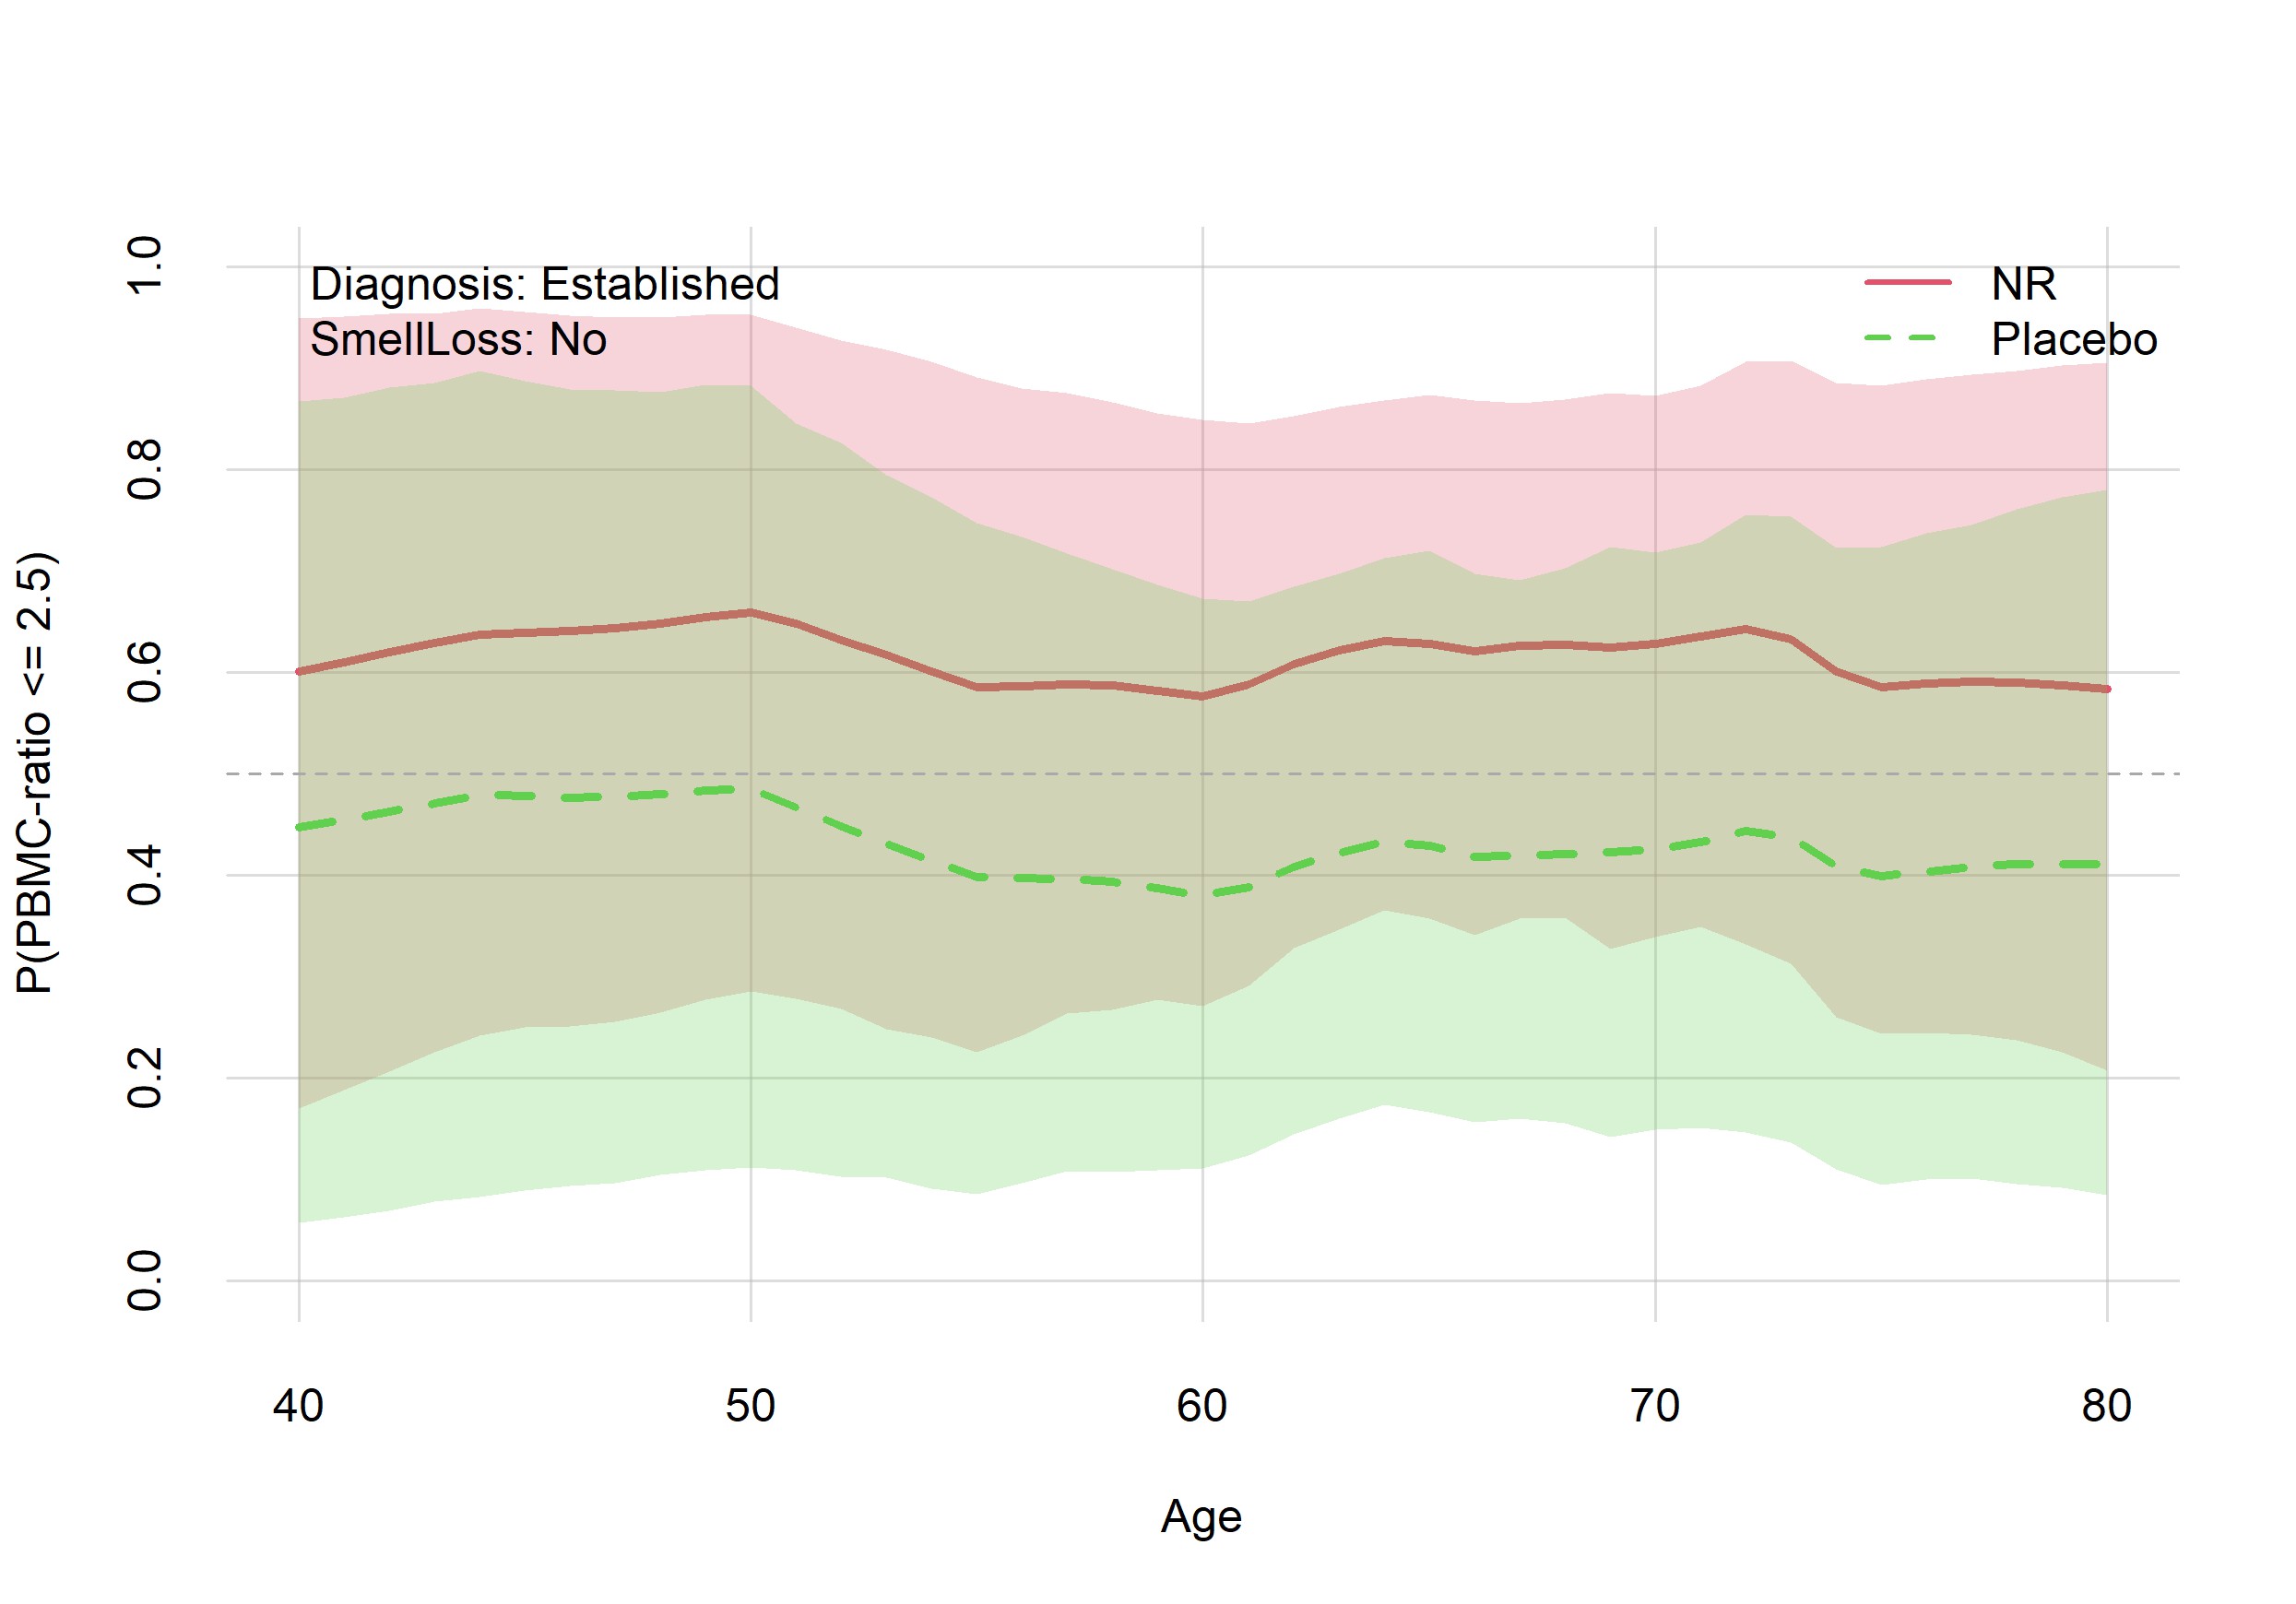 Diagnosis: Established
SmellLoss: No
NR
Placebo
P(PBMC-ratio <= 2.5)
1.0
0.8
0.6
0.4
0.2
0.0
40 50 60 70 80
Age